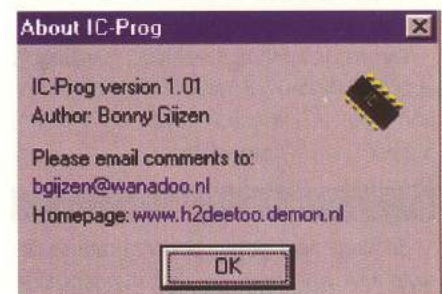 About IC-Prog
IC
IC-Prog version 1.01
Author: Bonny Gijzen
Please email comments to:
bgijzen@wanadoo.nl
Homepage: www.h2deetoo.demon.nl
OK